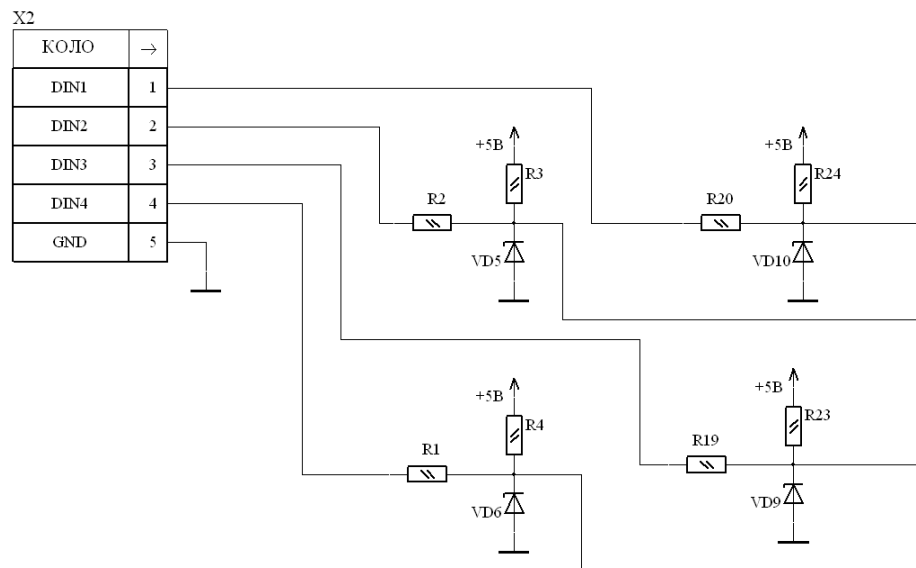 X2
КОЛО →
DIN1 1
DIN2 2
DIN3 3
DIN4 4
GND 5
+5В
R3
R2
VD5
+5В
R24
R20
VD10
+5В
R4
R1
VD6
+5В
R23
R19
VD9